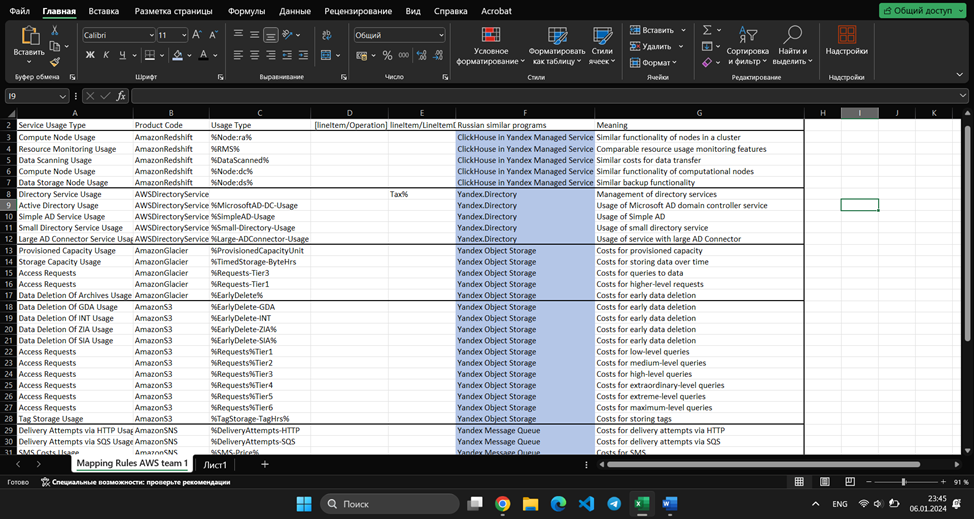 Файл Главная Вставка Разметка страницы Формулы Данные Рецензирование Вид Справка Acrobat Общий доступ
Вставить Calibri 11 Общий Условное форматирование Форматировать как таблицу Стили ячеек Вставить Удалить Формат Сортировка и фильтр Найти и выделить Надстройки
Буфер обмена Шрифт Выравнивание Число Стили Ячейки Редактирование Надстройки
I9 fx
A B C D E F G H I J K
2 Service Usage Type Product Code Usage Type [lineItem/Operation] lineItem/LineItemD Russian similar programs Meaning
3 Compute Node Usage AmazonRedshift %Node:ra% ClickHouse in Yandex Managed Service Similar functionality of nodes in a cluster
4 Resource Monitoring Usage AmazonRedshift %RMS% ClickHouse in Yandex Managed Service Comparable resource usage monitoring features
5 Data Scanning Usage AmazonRedshift %DataScanned% ClickHouse in Yandex Managed Service Similar costs for data transfer
6 Compute Node Usage AmazonRedshift %Node:dc% ClickHouse in Yandex Managed Service Similar functionality of computational nodes
7 Data Storage Node Usage AmazonRedshift %Node:ds% ClickHouse in Yandex Managed Service Similar backup functionality
8 Directory Service Usage AWSDirectoryService Tax% Yandex.Directory Management of directory services
9 Active Directory Usage AWSDirectoryService %MicrosoftAD-DC-Usage Yandex.Directory Usage of Microsoft AD domain controller service
10 Simple AD Service Usage AWSDirectoryService %SimpleAD-Usage Yandex.Directory Usage of Simple AD
11 Small Directory Service Usage AWSDirectoryService %Small-Directory-Usage Yandex.Directory Usage of small directory service
12 Large AD Connector Service Usag AWSDirectoryService %Large-ADConnector-Usage Yandex.Directory Usage of service with large AD Connector
13 Provisioned Capacity Usage AmazonGlacier %ProvisionedCapacityUnit Yandex Object Storage Costs for provisioned capacity
14 Storage Capacity Usage AmazonGlacier %TimedStorage-ByteHrs Yandex Object Storage Costs for storing data over time
15 Access Requests AmazonGlacier %Requests-Tier3 Yandex Object Storage Costs for queries to data
16 Access Requests AmazonGlacier %Requests-Tier1 Yandex Object Storage Costs for higher-level requests
17 Data Deletion Of Archives Usage AmazonGlacier %EarlyDelete% Yandex Object Storage Costs for early data deletion
18 Data Deletion Of GDA Usage AmazonS3 %EarlyDelete-GDA Yandex Object Storage Costs for early data deletion
19 Data Deletion Of INT Usage AmazonS3 %EarlyDelete-INT Yandex Object Storage Costs for early data deletion
20 Data Deletion Of ZIA Usage AmazonS3 %EarlyDelete-ZIA% Yandex Object Storage Costs for early data deletion
21 Data Deletion Of SIA Usage AmazonS3 %EarlyDelete-SIA% Yandex Object Storage Costs for early data deletion
22 Access Requests AmazonS3 %Requests%Tier1 Yandex Object Storage Costs for low-level queries
23 Access Requests AmazonS3 %Requests%Tier2 Yandex Object Storage Costs for medium-level queries
24 Access Requests AmazonS3 %Requests%Tier3 Yandex Object Storage Costs for high-level queries
25 Access Requests AmazonS3 %Requests%Tier4 Yandex Object Storage Costs for extraordinary-level queries
26 Access Requests AmazonS3 %Requests%Tier5 Yandex Object Storage Costs for extreme-level queries
27 Access Requests AmazonS3 %Requests%Tier6 Yandex Object Storage Costs for maximum-level queries
28 Tag Storage Usage AmazonS3 %TagStorage-TagHrs% Yandex Object Storage Costs for storing tags
29 Delivery Attempts via HTTP Usag AmazonSNS %DeliveryAttempts-HTTP Yandex Message Queue Costs for delivery attempts via HTTP
30 Delivery Attempts via SQS Usage AmazonSNS %DeliveryAttempts-SQS Yandex Message Queue Costs for delivery attempts via SQS
31 SMS Costs Usage AmazonSNS %SMS-Price% Yandex Message Queue Costs for SMS
Mapping Rules AWS team 1 Лист1
Готово Специальные возможности: проверьте рекомендации 91 %
Поиск ENG 23:45
06.01.2024